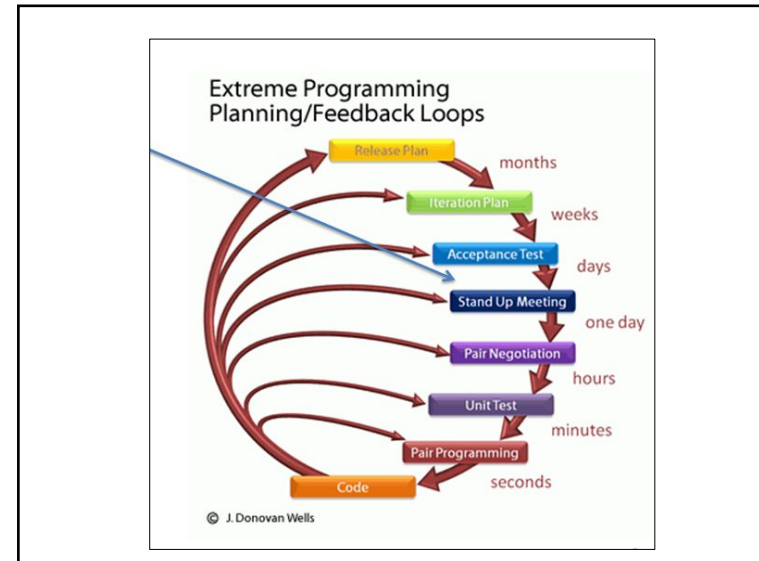 Extreme Programming
Planning/Feedback Loops
Release Plan
months
Iteration Plan
weeks
Acceptance Test
days
Stand Up Meeting
one day
Pair Negotiation
hours
Unit Test
minutes
Pair Programming
seconds
Code
© J. Donovan Wells